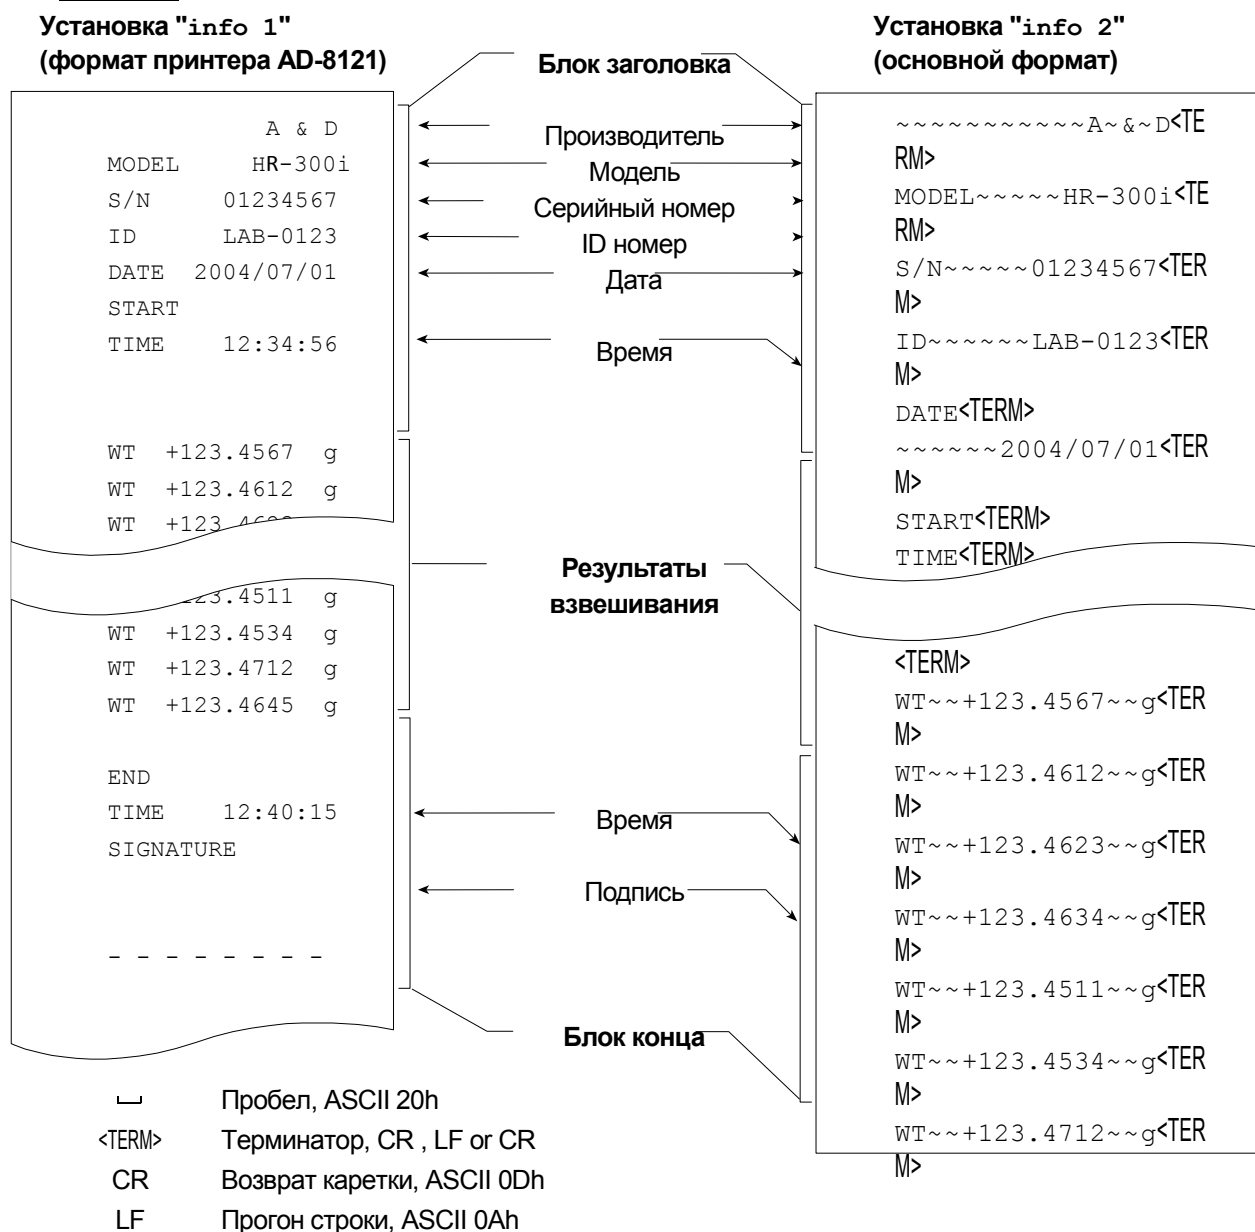 Установка "info 1"
(формат принтера AD-8121)
A & D
MODEL HR-300i
S/N 01234567
ID LAB-0123
DATE 2004/07/01
START
TIME 12:34:56
WT +123.4567 g
WT +123.4612 g
WT +123
g
WT +123.4534 g
WT +123.4712 g
WT +123.4645 g
END
TIME 12:40:15
SIGNATURE
- - - - - - - -
Блок заголовка
Производитель
Модель
Серийный номер
ID номер
Дата
Время
Результаты
взвешивания
Время
Подпись
Блок конца
Установка "info 2"
(основной формат)
~~~~~~~~~~~A~&~D<TE
RM>
MODEL~~~~~HR-300i<TE
RM>
S/N~~~~~01234567<TER
M>
ID~~~~~~LAB-0123<TER
M>
DATE<TERM>
~~~~~~2004/07/01<TER
M>
START<TERM>
TIME<TERM>
<TERM>
WT~~+123.4567~~g<TER
M>
WT~~+123.4612~~g<TER
M>
WT~~+123.4623~~g<TER
M>
WT~~+123.4634~~g<TER
M>
WT~~+123.4511~~g<TER
M>
WT~~+123.4534~~g<TER
M>
WT~~+123.4712~~g<TER
M>
Пробел, ASCII 20h
<TERM> Терминатор, CR , LF or CR
CR Возврат каретки, ASCII 0Dh
LF Прогон строки, ASCII 0Ah